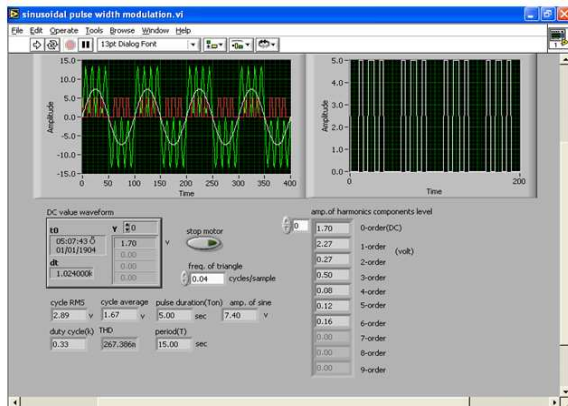 sinusoidal pulse width modulation.vi
File Edit Operate Tools Browse Window Help
13pt Dialog Font
1
15.0
10.0
5.0
0.0
-5.0
-10.0
-15.0
Amplitude
0 50 100 150 200 250 300 350 400
Time
5.0
4.0
3.0
2.0
1.0
0.0
Amplitude
0 200
Time
DC value waveform
t0
05:07:43 Õ
01/01/1904
dt
1.024000k
Y 0
1.70
0.00
0.00
0.00
v
stop motor
freq. of triangle
0.04 cycles/sample
cycle RMS cycle average pulse duration(Ton) amp. of sine
2.89 v 1.67 v 5.00 sec 7.40 v
duty cycle(k) THD period(T)
0.33 267.386m 15.00 sec
amp.of harmonics components level
0
1.70 0-order(DC)
2.27 1-order
(volt)
0.27 2-order
0.50 3-order
0.08 4-order
0.12 5-order
0.16 6-order
0.00 7-order
0.00 8-order
0.00 9-order